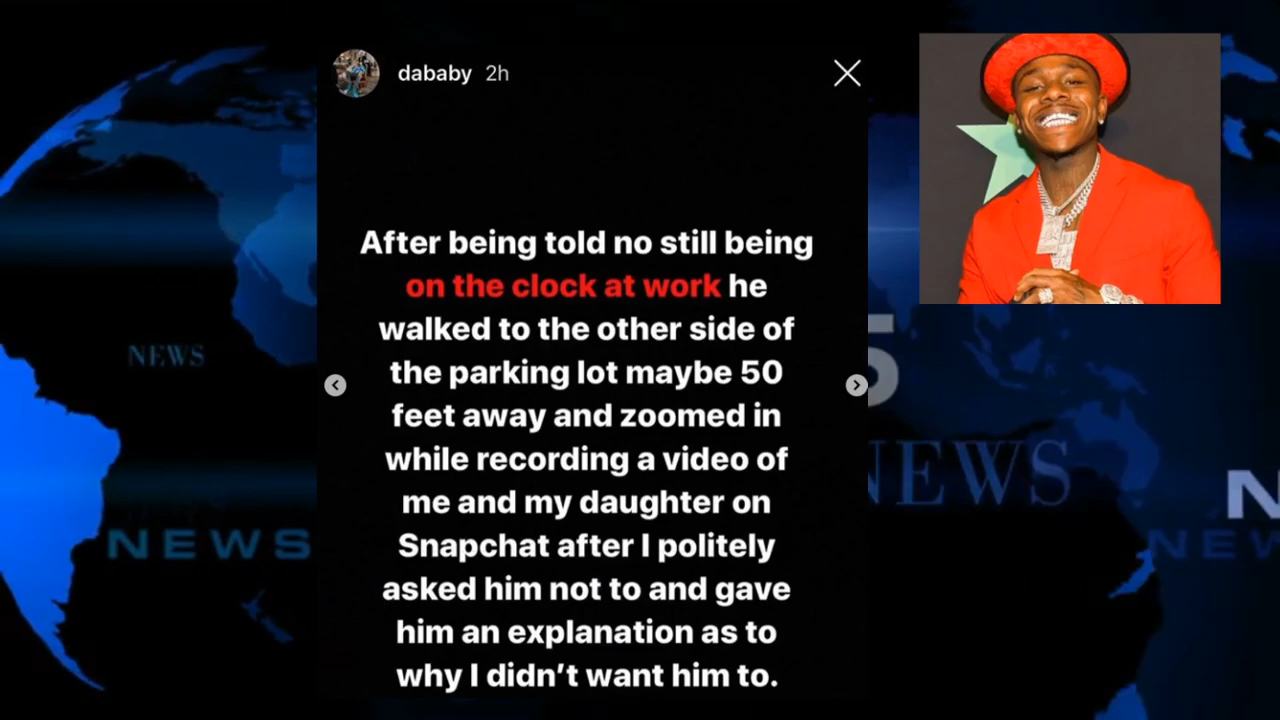 dababy 2h
After being told no still being
on the clock at work he
walked to the other side of
the parking lot maybe 50
feet away and zoomed in
while recording a video of
me and my daughter on
Snapchat after I politely
asked him not to and gave
him an explanation as to
why I didn't want him to.
NEWS
NEWS
5
NEWS
N
NEW